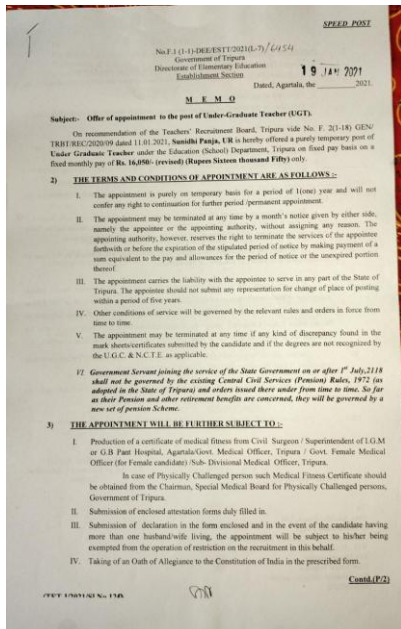 SPEED POST
No.F.1 (1-1)-DEE/ESTT/2021(L-7)/6454
Government of Tripura
Directorate of Elementary Education
Establishment Section
19 JAN 2021
Dated, Agartala, the 2021.
M E M O
Subject:- Offer of appointment to the post of Under-Graduate Teacher (UGT).
On recommendation of the Teachers' Recruitment Board, Tripura vide No. F. 2(1-18) GEN/
TRBT/REC/2020/09 dated 11.01.2021, Sunidhi Panja, UR is hereby offered a purely temporary post of
Under Graduate Teacher under the Education (School) Department, Tripura on fixed pay basis on a
fixed monthly pay of Rs. 16,050/- (revised) (Rupees Sixteen thousand Fifty) only.
2) THE TERMS AND CONDITIONS OF APPOINTMENT ARE AS FOLLOWS :-
I. The appointment is purely on temporary basis for a period of 1(one) year and will not
confer any right to continuation for further period /permanent appointment.
II. The appointment may be terminated at any time by a month's notice given by either side,
namely the appointee or the appointing authority, without assigning any reason. The
appointing authority, however, reserves the right to terminate the services of the appointee
forthwith or before the expiration of the stipulated period of notice by making payment of a
sum equivalent to the pay and allowances for the period of notice or the unexpired portion
thereof.
III. The appointment carries the liability with the appointee to serve in any part of the State of
Tripura. The appointee should not submit any representation for change of place of posting
within a period of five years.
IV. Other conditions of service will be governed by the relevant rules and orders in force from
time to time.
V. The appointment may be terminated at any time if any kind of discrepancy found in the
mark sheets/certificates submitted by the candidate and if the degrees are not recognized by
the U.G.C. & N.C.T.E. as applicable.
VI. Government Servant joining the service of the State Government on or after 1st July,2118
shall not be governed by the existing Central Civil Services (Pension) Rules, 1972 (as
adopted in the State of Tripura) and orders issued there under from time to time. So far
as their Pension and other retirement benefits are concerned, they will be governed by a
new set of pension Scheme.
3) THE APPOINTMENT WILL BE FURTHER SUBJECT TO :-
I. Production of a certificate of medical fitness from Civil Surgeon / Superintendent of I.G.M
or G.B Pant Hospital, Agartala/Govt. Medical Officer, Tripura / Govt. Female Medical
Officer (for Female candidate) /Sub- Divisional Medical Officer, Tripura.
In case of Physically Challenged person such Medical Fitness Certificate should
be obtained from the Chairman, Special Medical Board for Physically Challenged persons,
Government of Tripura.
II. Submission of enclosed attestation forms duly filled in.
III. Submission of declaration in the form enclosed and in the event of the candidate having
more than one husband/wife living, the appointment will be subject to his/her being
exempted from the operation of restriction on the recruitment in this behalf.
IV. Taking of an Oath of Allegiance to the Constitution of India in the prescribed form.
Contd.(P/2)